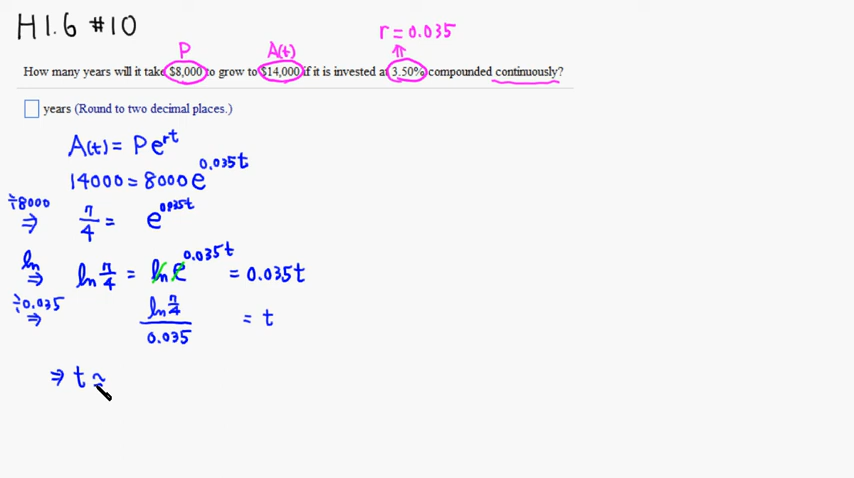 H1.6 #10
r = 0.035
P A(t)
How many years will it take $8,000 to grow to $14,000 if it is invested at 3.50% compounded continuously?
years (Round to two decimal places.)
A(t) = P e^{rt}
14000 = 8000 e^{0.035t}
÷8000 ⇒ 7/4 = e^{0.035t}
ln ⇒ ln 7/4 = ln e^{0.035t} = 0.035t
÷0.035 ⇒ ln 7/4 / 0.035 = t
⇒ t ≈